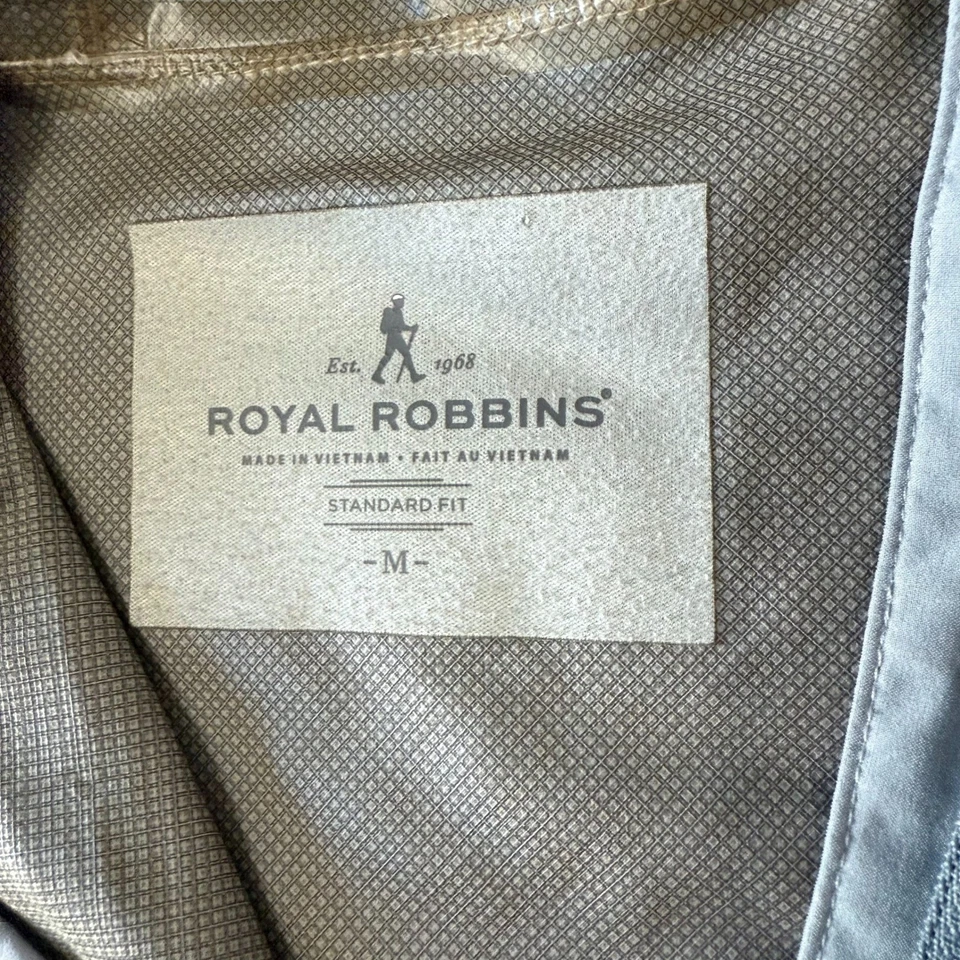 Est. 1968
ROYAL ROBBINS®
MADE IN VIETNAM • FAIT AU VIETNAM
STANDARD FIT
-M-